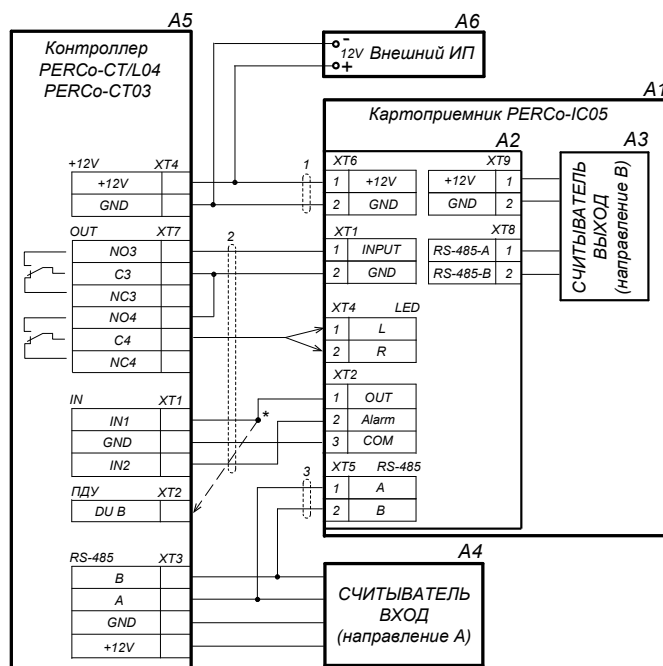 A5
Контроллер
PERCo-CT/L04
PERCo-CT03
+12V XT4
+12V
GND
OUT XT7
NO3
C3
NC3
NO4
C4
NC4
IN XT1
IN1
GND
IN2
ПДУ XT2
DU B
RS-485 XT3
B
A
GND
+12V
A6
- 12V Внешний ИП
+
1
2
*
3
A1
Картоприемник PERCo-IC05
A2
XT6
1 +12V
2 GND
XT1
1 INPUT
2 GND
XT4 LED
1 L
2 R
XT2
1 OUT
2 Alarm
3 COM
XT5 RS-485
1 A
2 B
XT9
+12V 1
GND 2
XT8
RS-485-A 1
RS-485-B 2
A3
СЧИТЫВАТЕЛЬ
ВЫХОД
(направление B)
A4
СЧИТЫВАТЕЛЬ
ВХОД
(направление A)